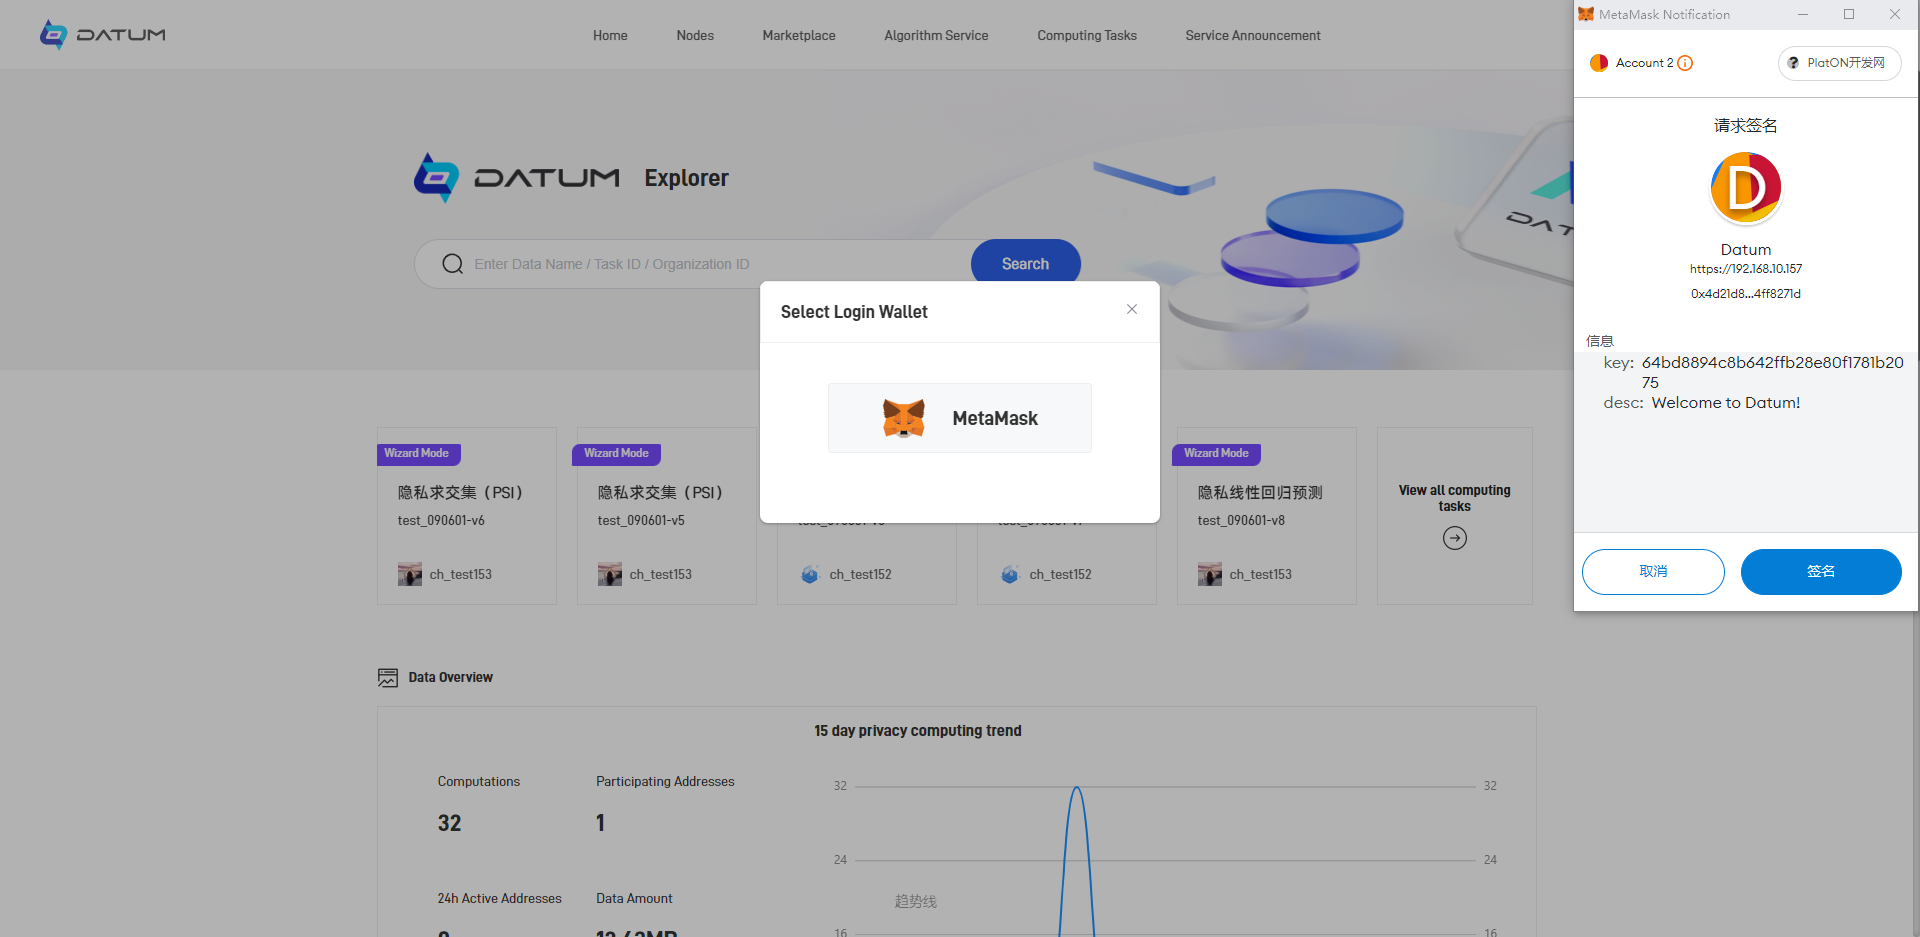 DATUM
Home
Nodes
Marketplace
Algorithm Service
Computing Tasks
Service Announcement
DATUM Explorer
Enter Data Name / Task ID / Organization ID
Search
Select Login Wallet
MetaMask
Wizard Mode
隐私求交集（PSI）
test_090601-v6
ch_test153
Wizard Mode
隐私求交集（PSI）
test_090601-v5
ch_test153
ch_test152
ch_test152
Wizard Mode
隐私线性回归预测
test_090601-v8
ch_test153
View all computing
tasks
Data Overview
15 day privacy computing trend
Computations
32
Participating Addresses
1
24h Active Addresses
Data Amount
32
32
24
24
趋势线
16
16
MetaMask Notification
Account 2
PlatON开发网
请求签名
D
Datum
https://192.168.10.157
0x4d21d8...4ff8271d
信息
key: 64bd8894c8b642ffb28e80f1781b20
75
desc: Welcome to Datum!
取消
签名